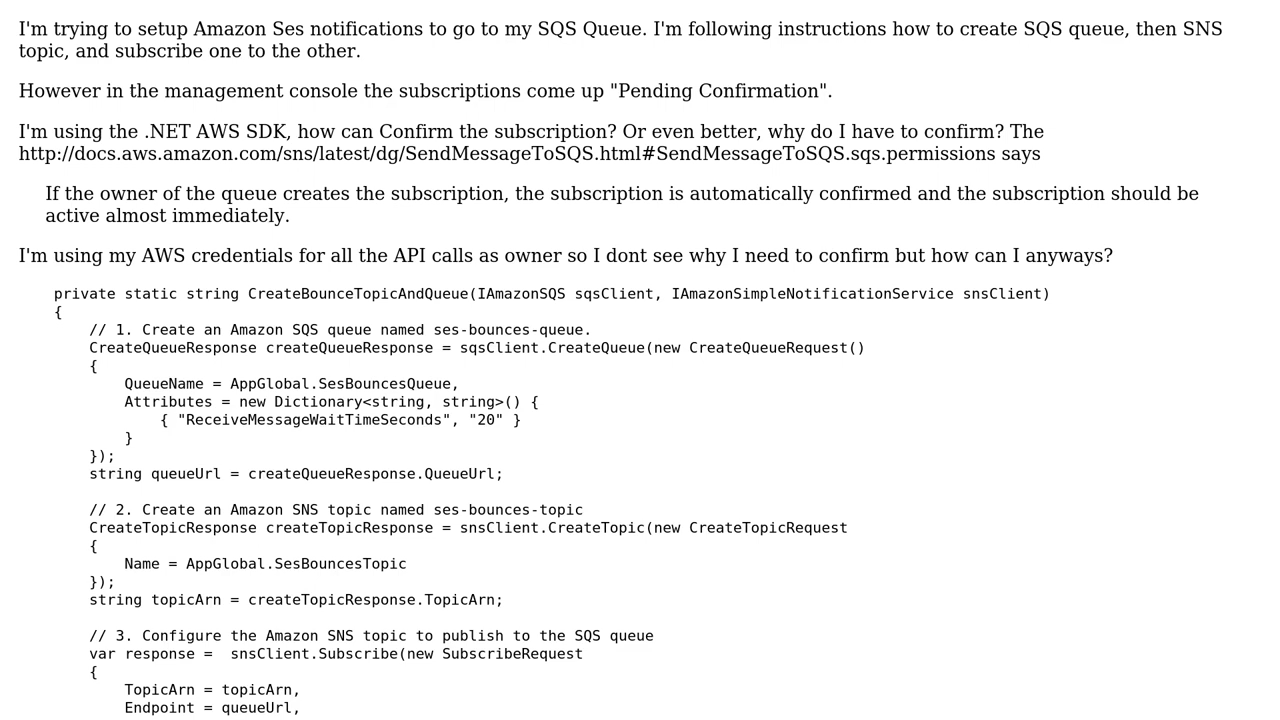 I'm trying to setup Amazon Ses notifications to go to my SQS Queue. I'm following instructions how to create SQS queue, then SNS
topic, and subscribe one to the other.
However in the management console the subscriptions come up "Pending Confirmation".
I'm using the .NET AWS SDK, how can Confirm the subscription? Or even better, why do I have to confirm? The
http://docs.aws.amazon.com/sns/latest/dg/SendMessageToSQS.html#SendMessageToSQS.sqs.permissions says
If the owner of the queue creates the subscription, the subscription is automatically confirmed and the subscription should be
active almost immediately.
I'm using my AWS credentials for all the API calls as owner so I dont see why I need to confirm but how can I anyways?
private static string CreateBounceTopicAndQueue(IAmazonSQS sqsClient, IAmazonSimpleNotificationService snsClient)
{
// 1. Create an Amazon SQS queue named ses-bounces-queue.
CreateQueueResponse createQueueResponse = sqsClient.CreateQueue(new CreateQueueRequest()
{
QueueName = AppGlobal.SesBouncesQueue,
Attributes = new Dictionary<string, string>() {
{ "ReceiveMessageWaitTimeSeconds", "20" }
}
});
string queueUrl = createQueueResponse.QueueUrl;
// 2. Create an Amazon SNS topic named ses-bounces-topic
CreateTopicResponse createTopicResponse = snsClient.CreateTopic(new CreateTopicRequest
{
Name = AppGlobal.SesBouncesTopic
});
string topicArn = createTopicResponse.TopicArn;
// 3. Configure the Amazon SNS topic to publish to the SQS queue
var response =  snsClient.Subscribe(new SubscribeRequest
{
TopicArn = topicArn,
Endpoint = queueUrl,